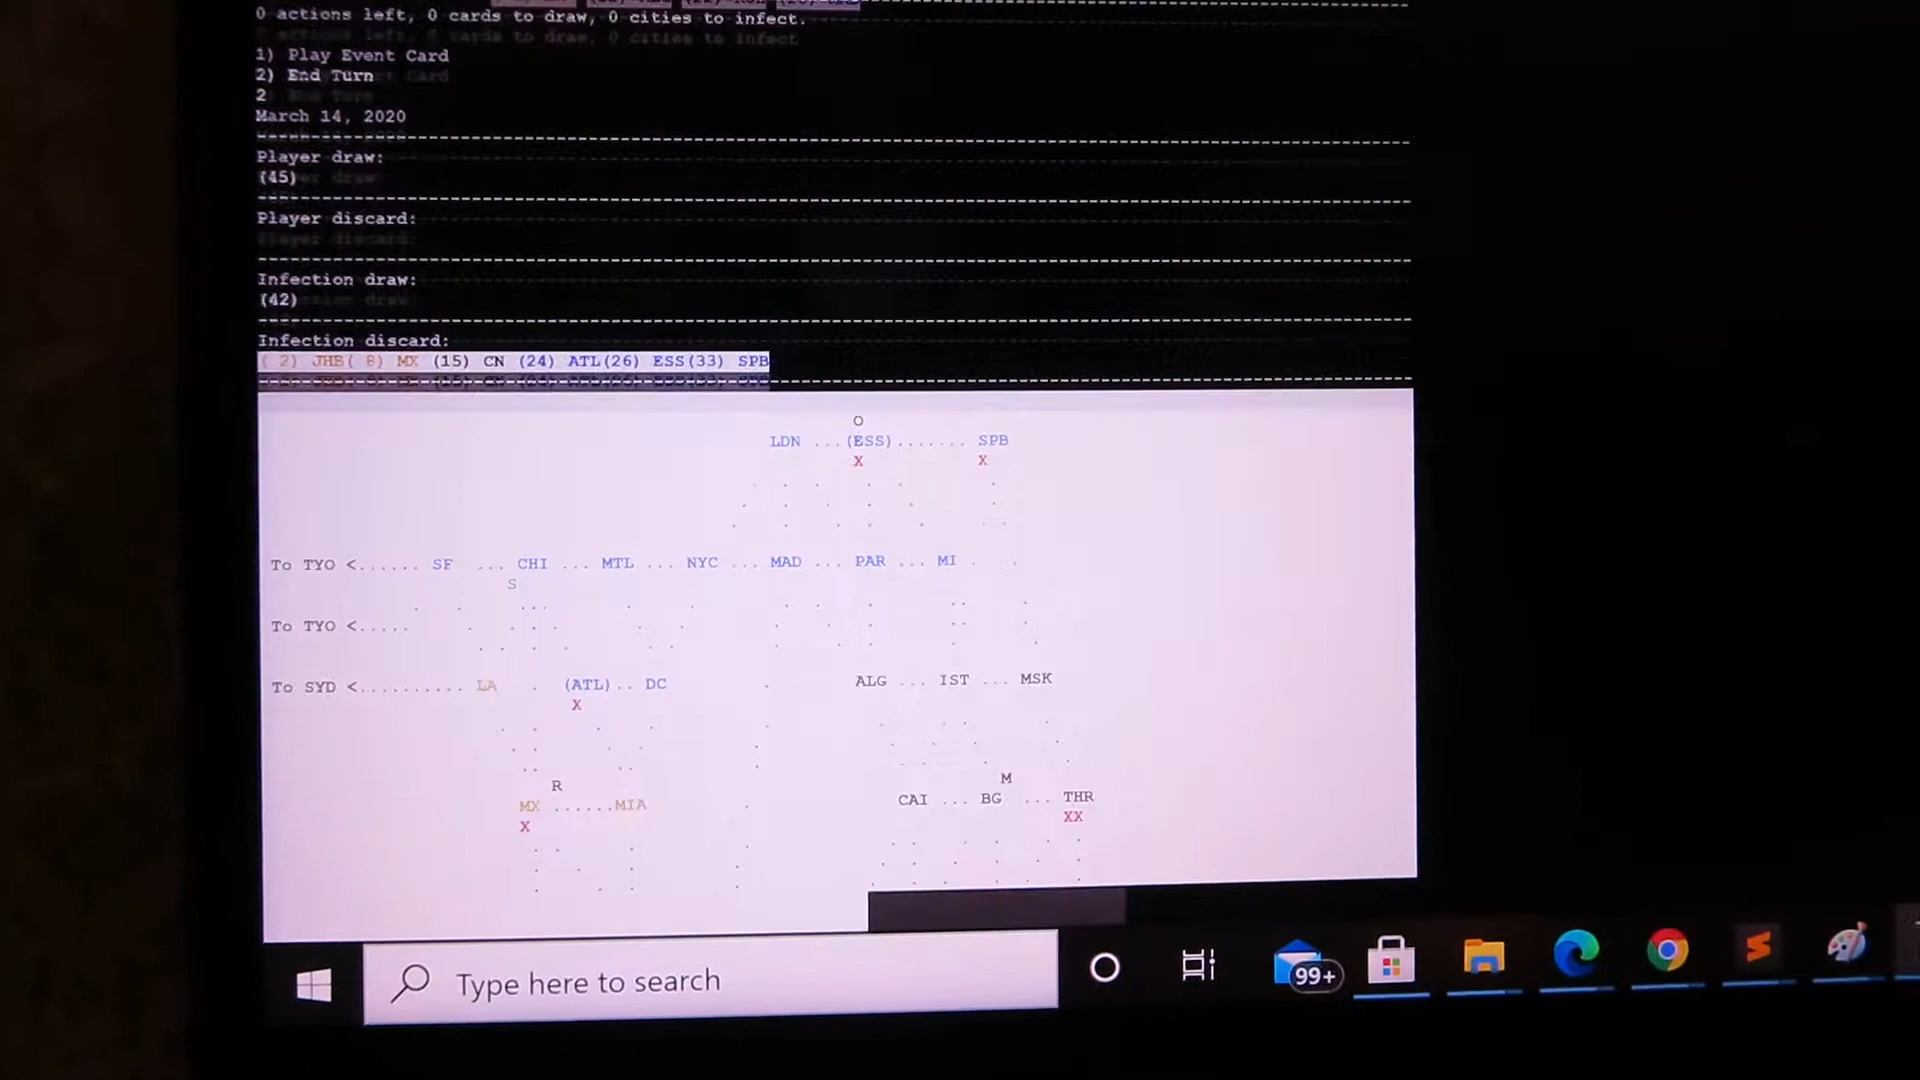 0 actions left, 0 cards to draw, 0 cities to infect.
1) Play Event Card
2) End Turn
2
March 14, 2020
Player draw:
(45)
Player discard:
Infection draw:
(42)
Infection discard:
( 2) JHB( 8) MX (15) CN (24) ATL(26) ESS(33) SPB
O
LDN ...(ESS)....... SPB
X X
To TYO <...... SF ... CHI ... MTL ... NYC ... MAD ... PAR ... MI .
S
To TYO <.....
To SYD <.......... LA . (ATL).. DC ALG ... IST ... MSK
X
R M
MX ......MIA CAI ... BG ... THR
X XX
Type here to search
99+